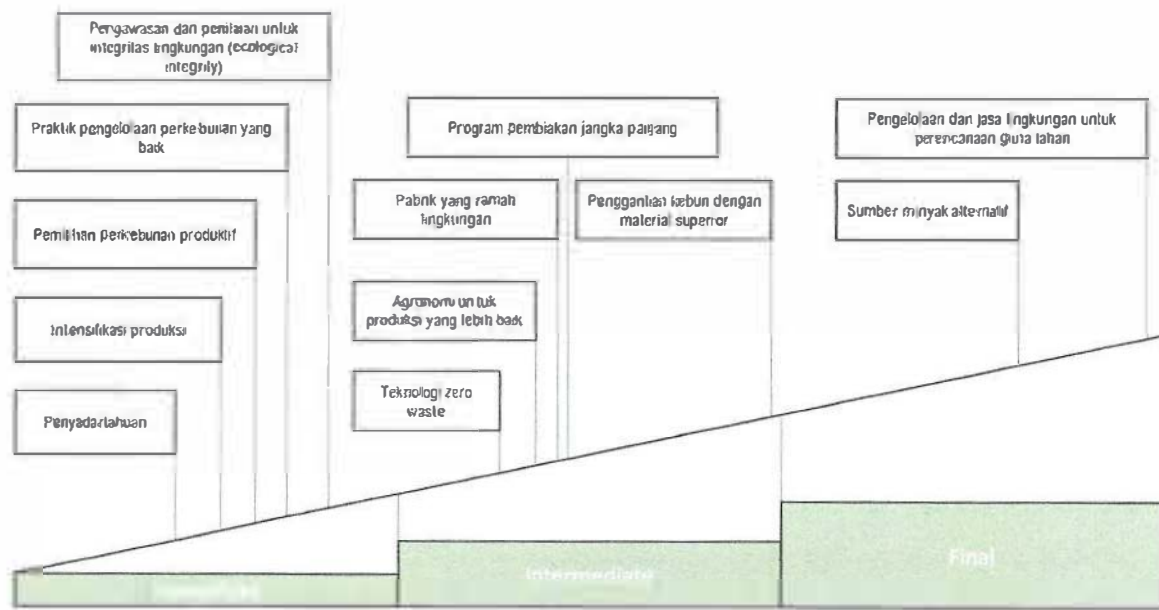 Pengawasan dan penilaian untuk
integritas lingkungan (ecological
integrity)
Praktik pengelolaan perkebunan yang
baik
Pemilihan perkebunan produktif
Intensifikasi produksi
Penyadartahuan
Program pembiakan jangka panjang
Pabrik yang ramah
lingkungan
Penggantian kebun dengan
material superior
Agronomi untuk
produksi yang lebih baik
Teknologi zero
waste
Pengelolaan dan jasa lingkungan untuk
perencanaan guna lahan
Sumber minyak alternatif
Intermediate
Final